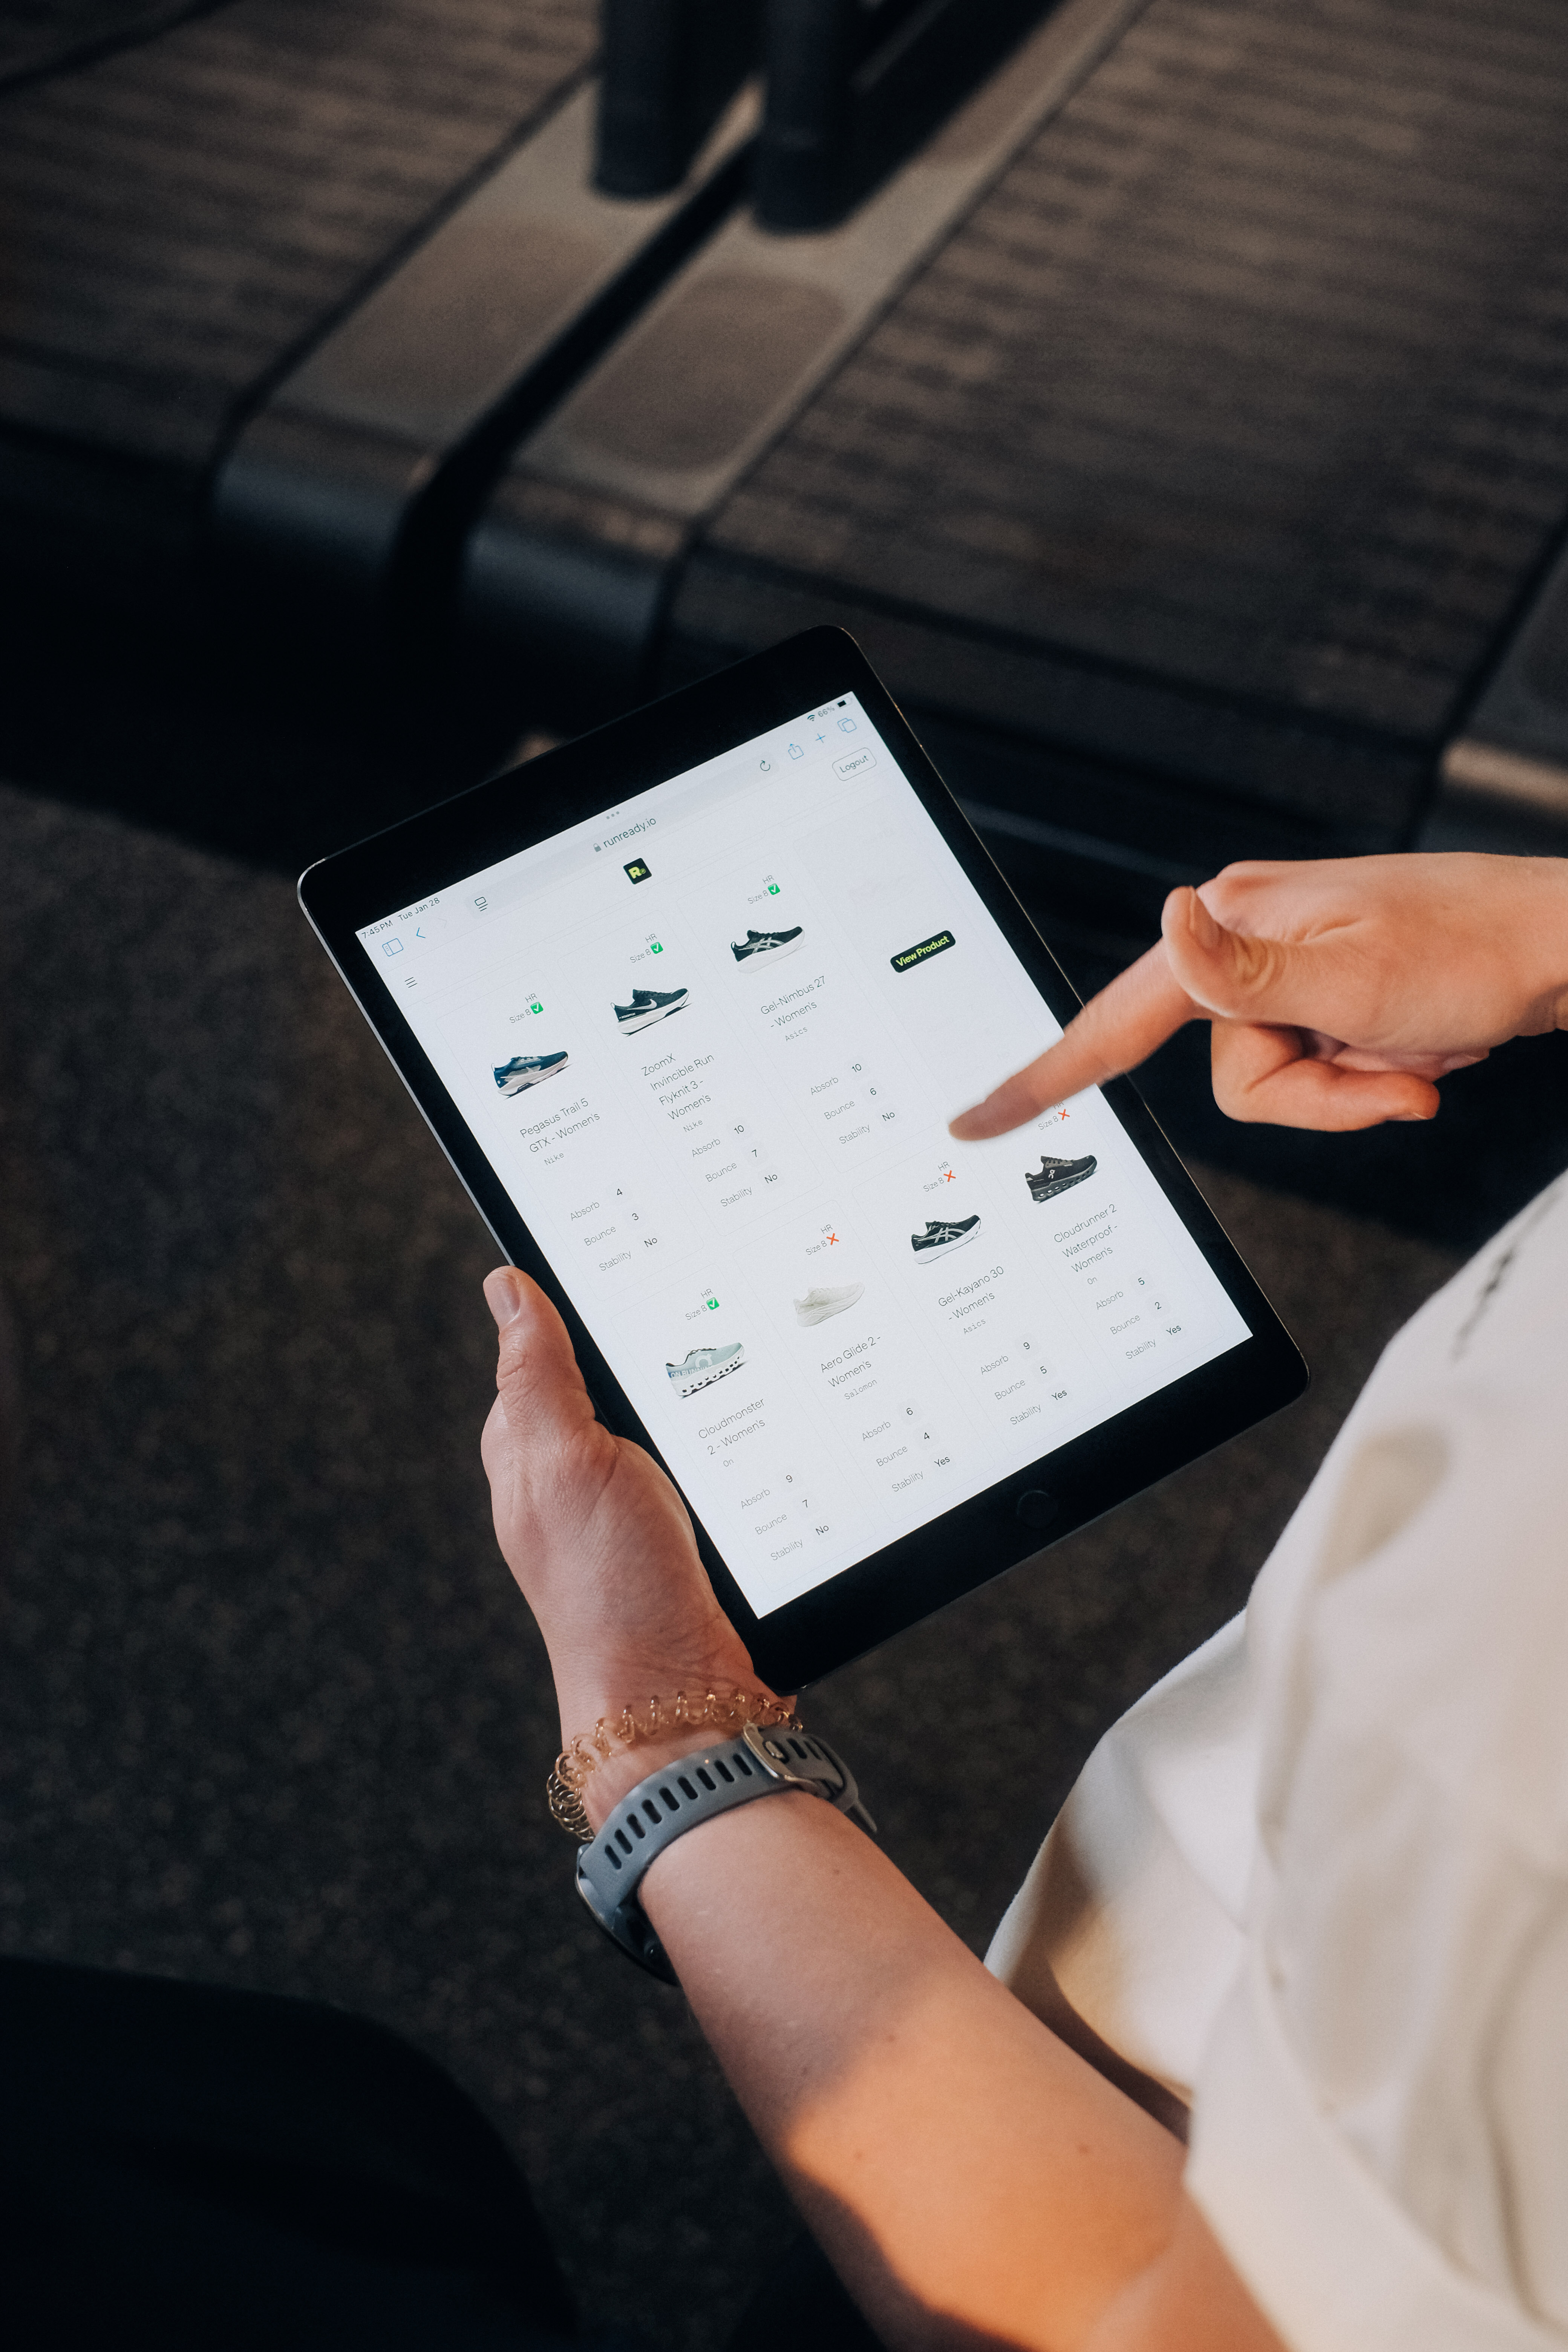 7:45 PM Tue Jan 28
66%
runready.io
R
Logout
HR
Size 8 ✅
Pegasus Trail 5
GTX - Women's
Nike
Absorb 4
Bounce 3
Stability No
HR
Size 8 ✅
ZoomX
Invincible Run
Flyknit 3 -
Women's
Nike
Absorb 10
Bounce 7
Stability No
HR
Size 8 ✅
Gel-Nimbus 27
- Women's
Asics
Absorb 10
Bounce 6
Stability No
View Product
HR
Size 8 ✅
Cloudmonster
2 - Women's
On
Absorb 9
Bounce 7
Stability No
HR
Size 8 ❌
Aero Glide 2 -
Women's
Salomon
Absorb 6
Bounce 4
Stability Yes
HR
Size 8 ❌
Gel-Kayano 30
- Women's
Asics
Absorb 9
Bounce 5
Stability Yes
Size 8 ❌
Cloudrunner 2
Waterproof -
Women's
On
Absorb 5
Bounce 2
Stability Yes